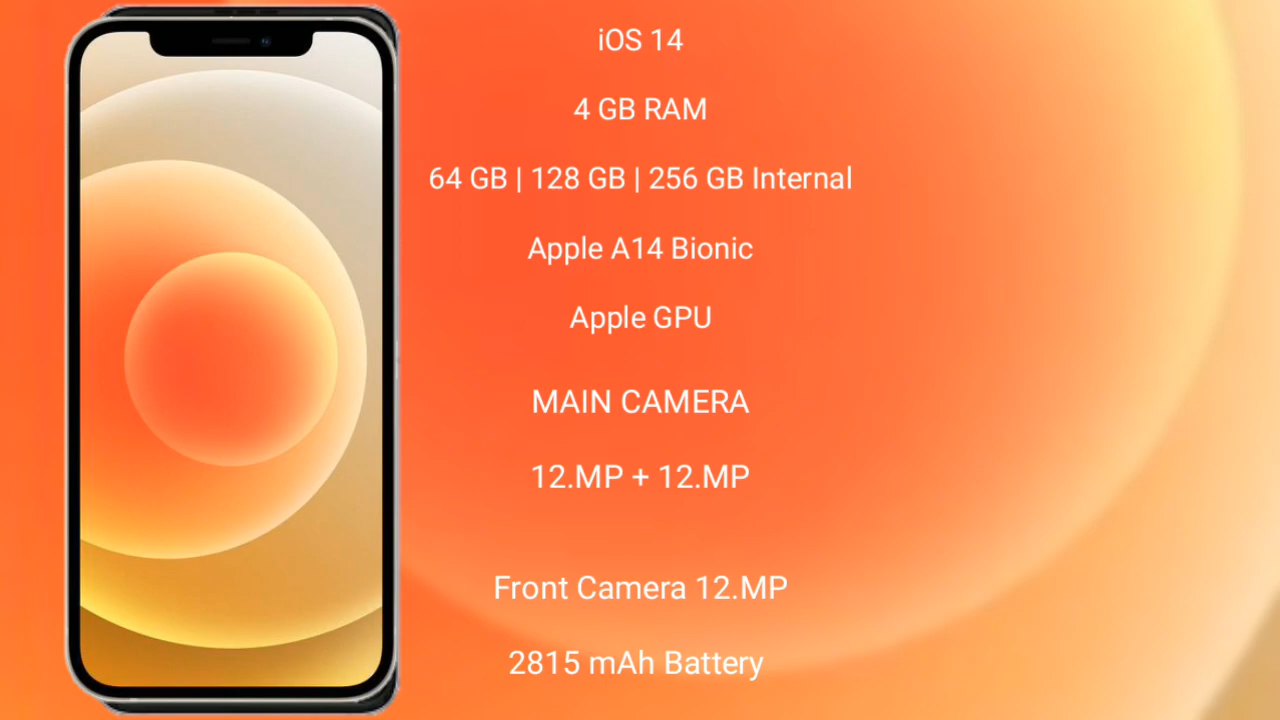 iOS 14
4 GB RAM
64 GB | 128 GB | 256 GB Internal
Apple A14 Bionic
Apple GPU
MAIN CAMERA
12.MP + 12.MP
Front Camera 12.MP
2815 mAh Battery